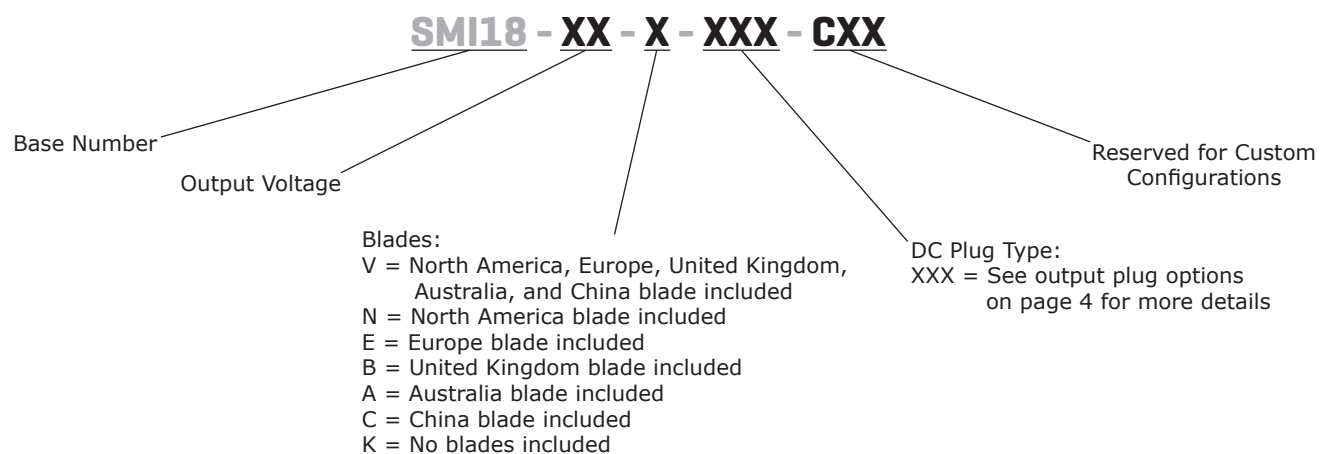 SMI18 - XX - X - XXX - CXX
Base Number
Output Voltage
Reserved for Custom
Configurations
Blades:
V = North America, Europe, United Kingdom,
Australia, and China blade included
N = North America blade included
E = Europe blade included
B = United Kingdom blade included
A = Australia blade included
C = China blade included
K = No blades included
DC Plug Type:
XXX = See output plug options
on page 4 for more details